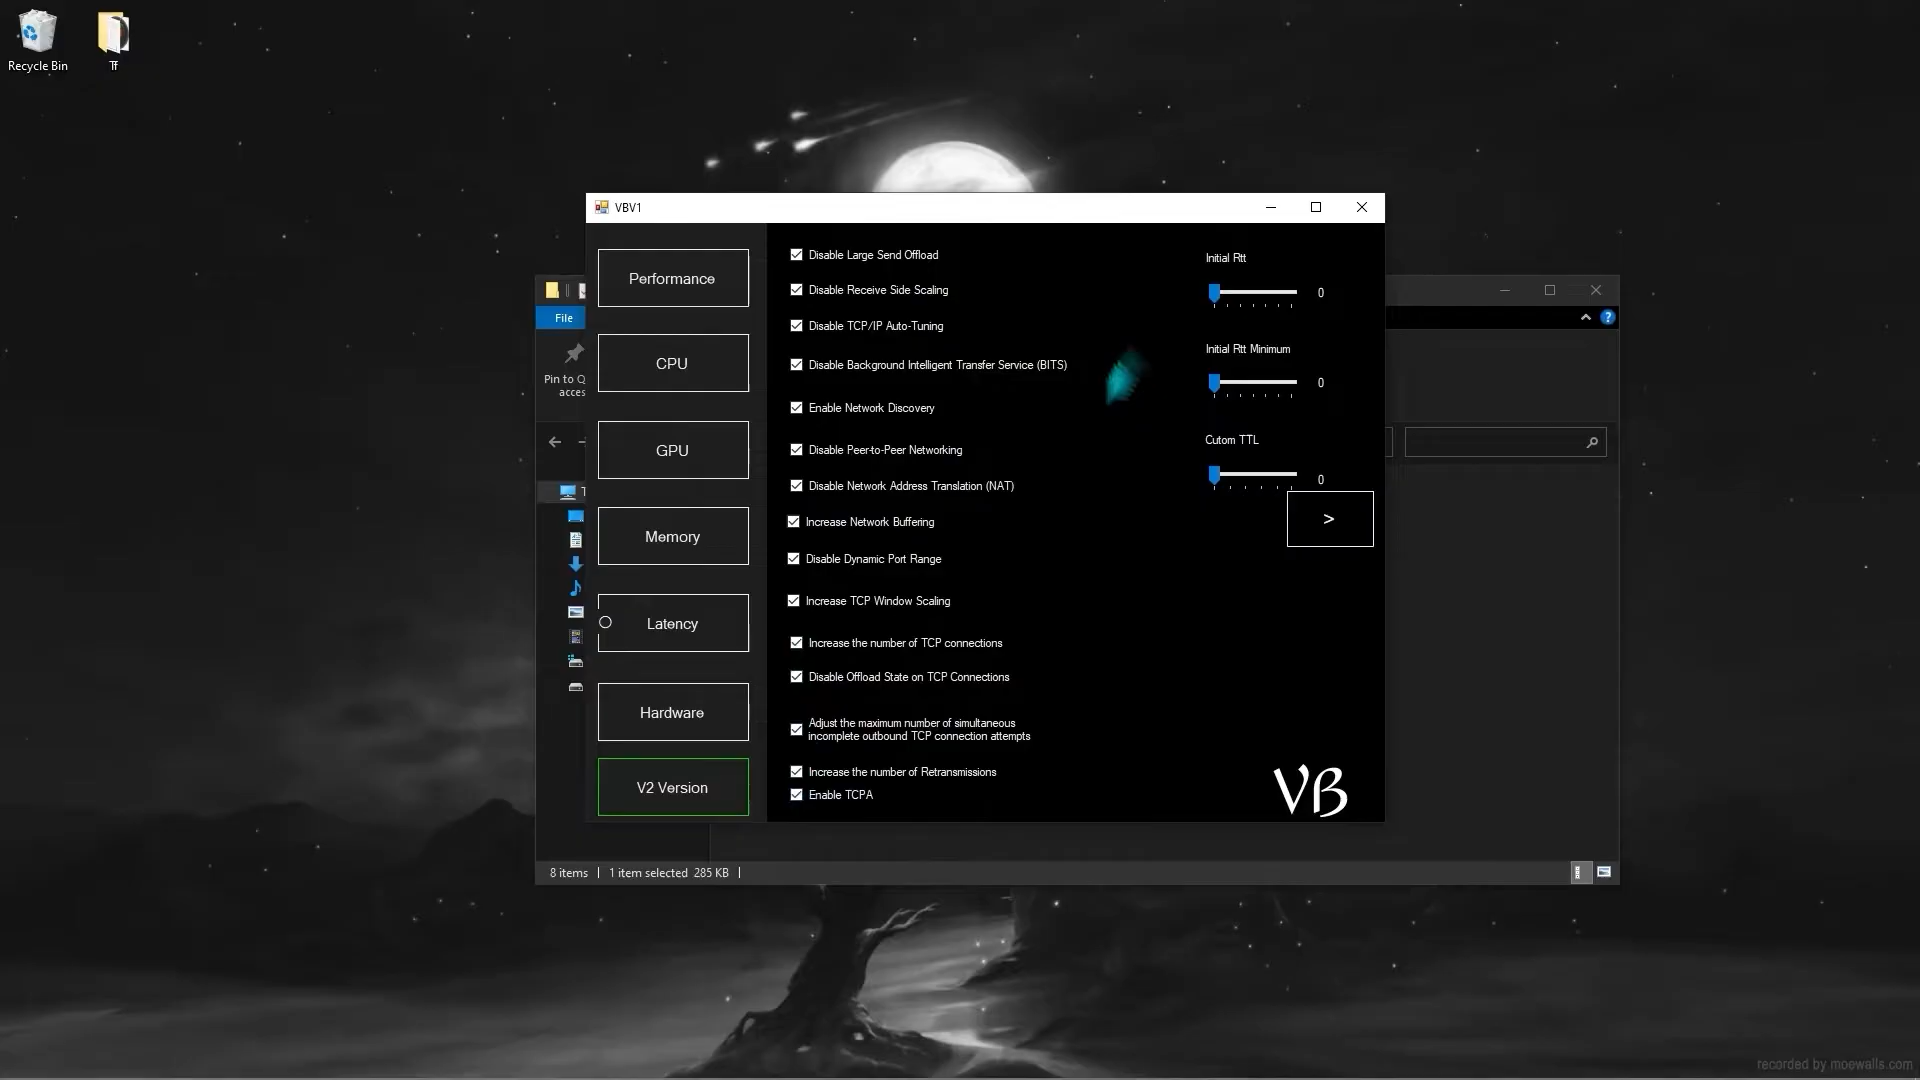 Recycle Bin
Tf
VBV1
Performance
CPU
GPU
Memory
Latency
Hardware
V2 Version
Disable Large Send Offload
Disable Receive Side Scaling
Disable TCP/IP Auto-Tuning
Disable Background Intelligent Transfer Service (BITS)
Enable Network Discovery
Disable Peer-to-Peer Networking
Disable Network Address Translation (NAT)
Increase Network Buffering
Disable Dynamic Port Range
Increase TCP Window Scaling
Increase the number of TCP connections
Disable Offload State on TCP Connections
Adjust the maximum number of simultaneous
incomplete outbound TCP connection attempts
Increase the number of Retransmissions
Enable TCPA
Initial Rtt
0
Initial Rtt Minimum
0
Cutom TTL
0
>
VB
File
Pin to Q
acces
T
8 items
1 item selected 285 KB
recorded by moewalls.com